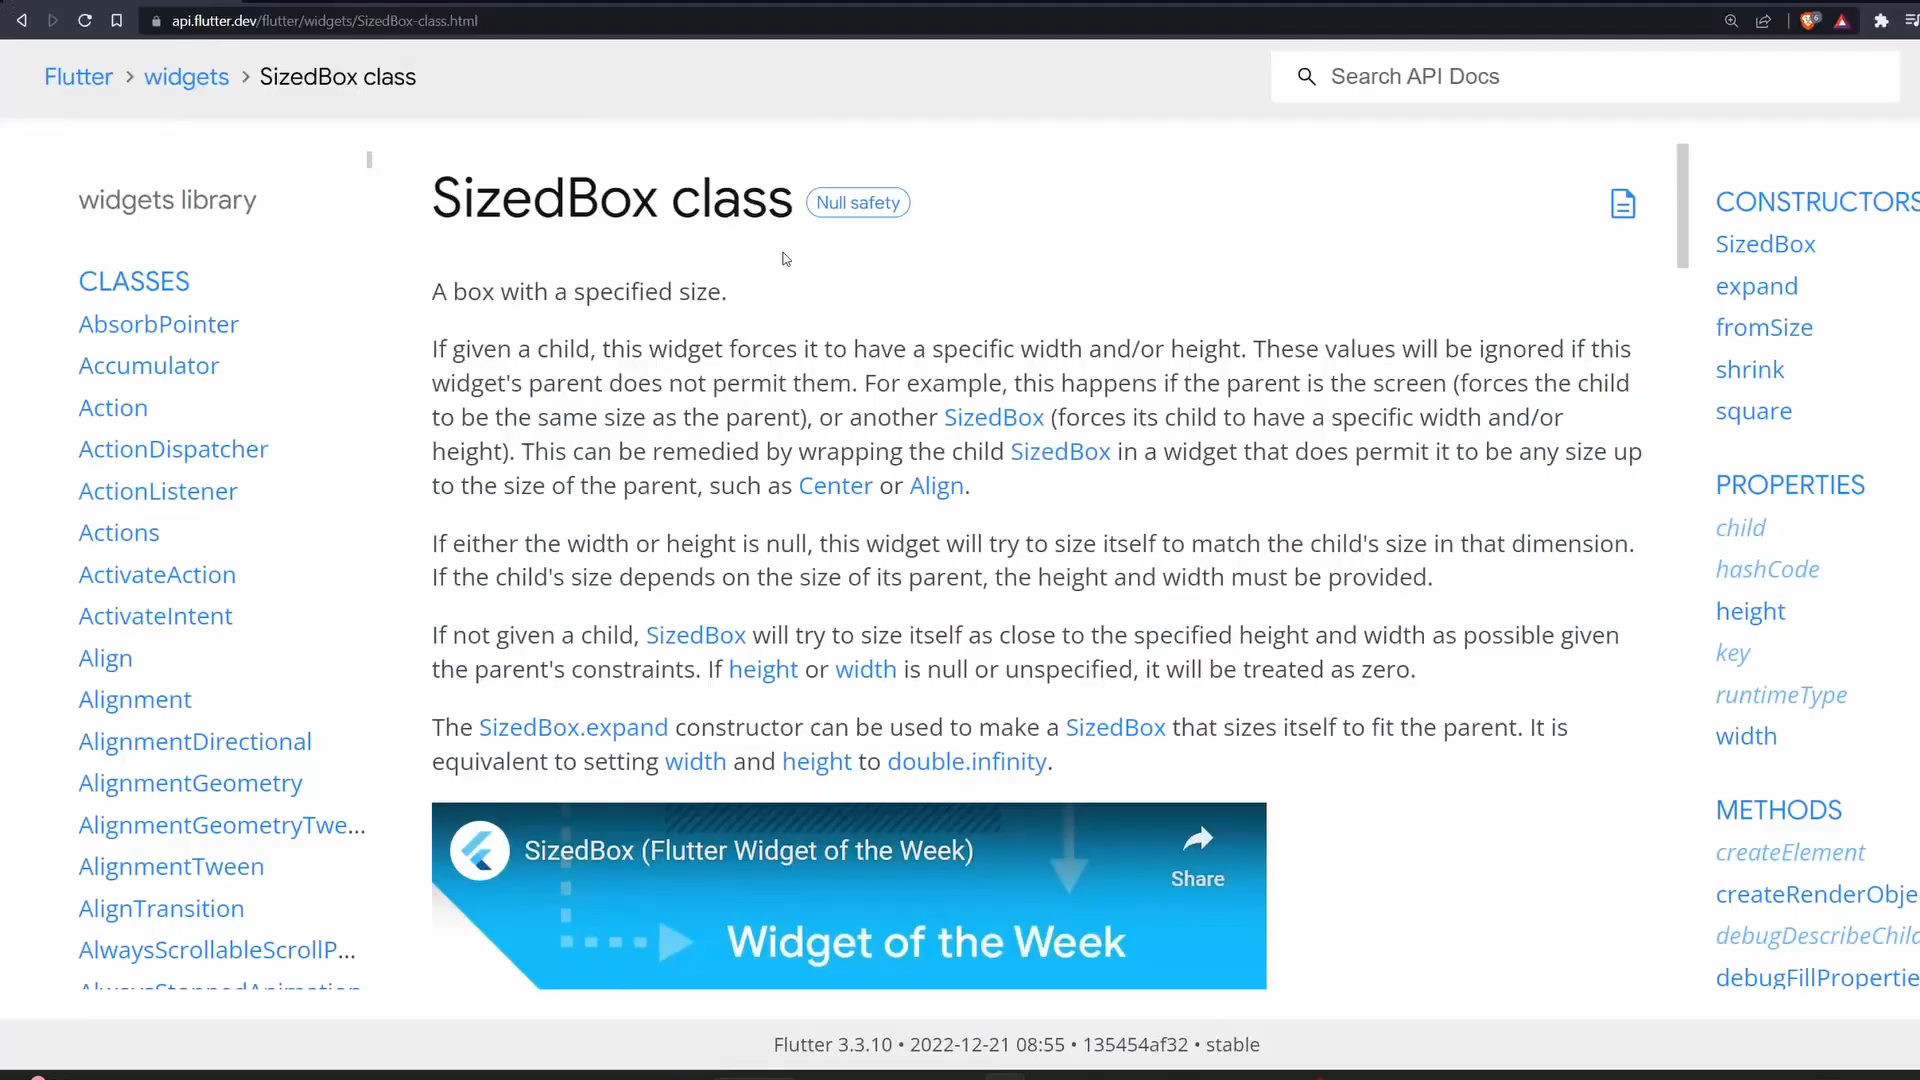 api.flutter.dev/flutter/widgets/SizedBox-class.html
Flutter > widgets > SizedBox class
Search API Docs
widgets library
CLASSES
AbsorbPointer
Accumulator
Action
ActionDispatcher
ActionListener
Actions
ActivateAction
ActivateIntent
Align
Alignment
AlignmentDirectional
AlignmentGeometry
AlignmentGeometryTwe...
AlignmentTween
AlignTransition
AlwaysScrollableScrollP...
AlwaysStoppedAnimation
SizedBox class Null safety
A box with a specified size.
If given a child, this widget forces it to have a specific width and/or height. These values will be ignored if this
widget's parent does not permit them. For example, this happens if the parent is the screen (forces the child
to be the same size as the parent), or another SizedBox (forces its child to have a specific width and/or
height). This can be remedied by wrapping the child SizedBox in a widget that does permit it to be any size up
to the size of the parent, such as Center or Align.
If either the width or height is null, this widget will try to size itself to match the child's size in that dimension.
If the child's size depends on the size of its parent, the height and width must be provided.
If not given a child, SizedBox will try to size itself as close to the specified height and width as possible given
the parent's constraints. If height or width is null or unspecified, it will be treated as zero.
The SizedBox.expand constructor can be used to make a SizedBox that sizes itself to fit the parent. It is
equivalent to setting width and height to double.infinity.
SizedBox (Flutter Widget of the Week)
Share
Widget of the Week
CONSTRUCTORS
SizedBox
expand
fromSize
shrink
square
PROPERTIES
child
hashCode
height
key
runtimeType
width
METHODS
createElement
createRenderObje
debugDescribeChild
debugFillPropertie
Flutter 3.3.10 • 2022-12-21 08:55 • 135454af32 • stable